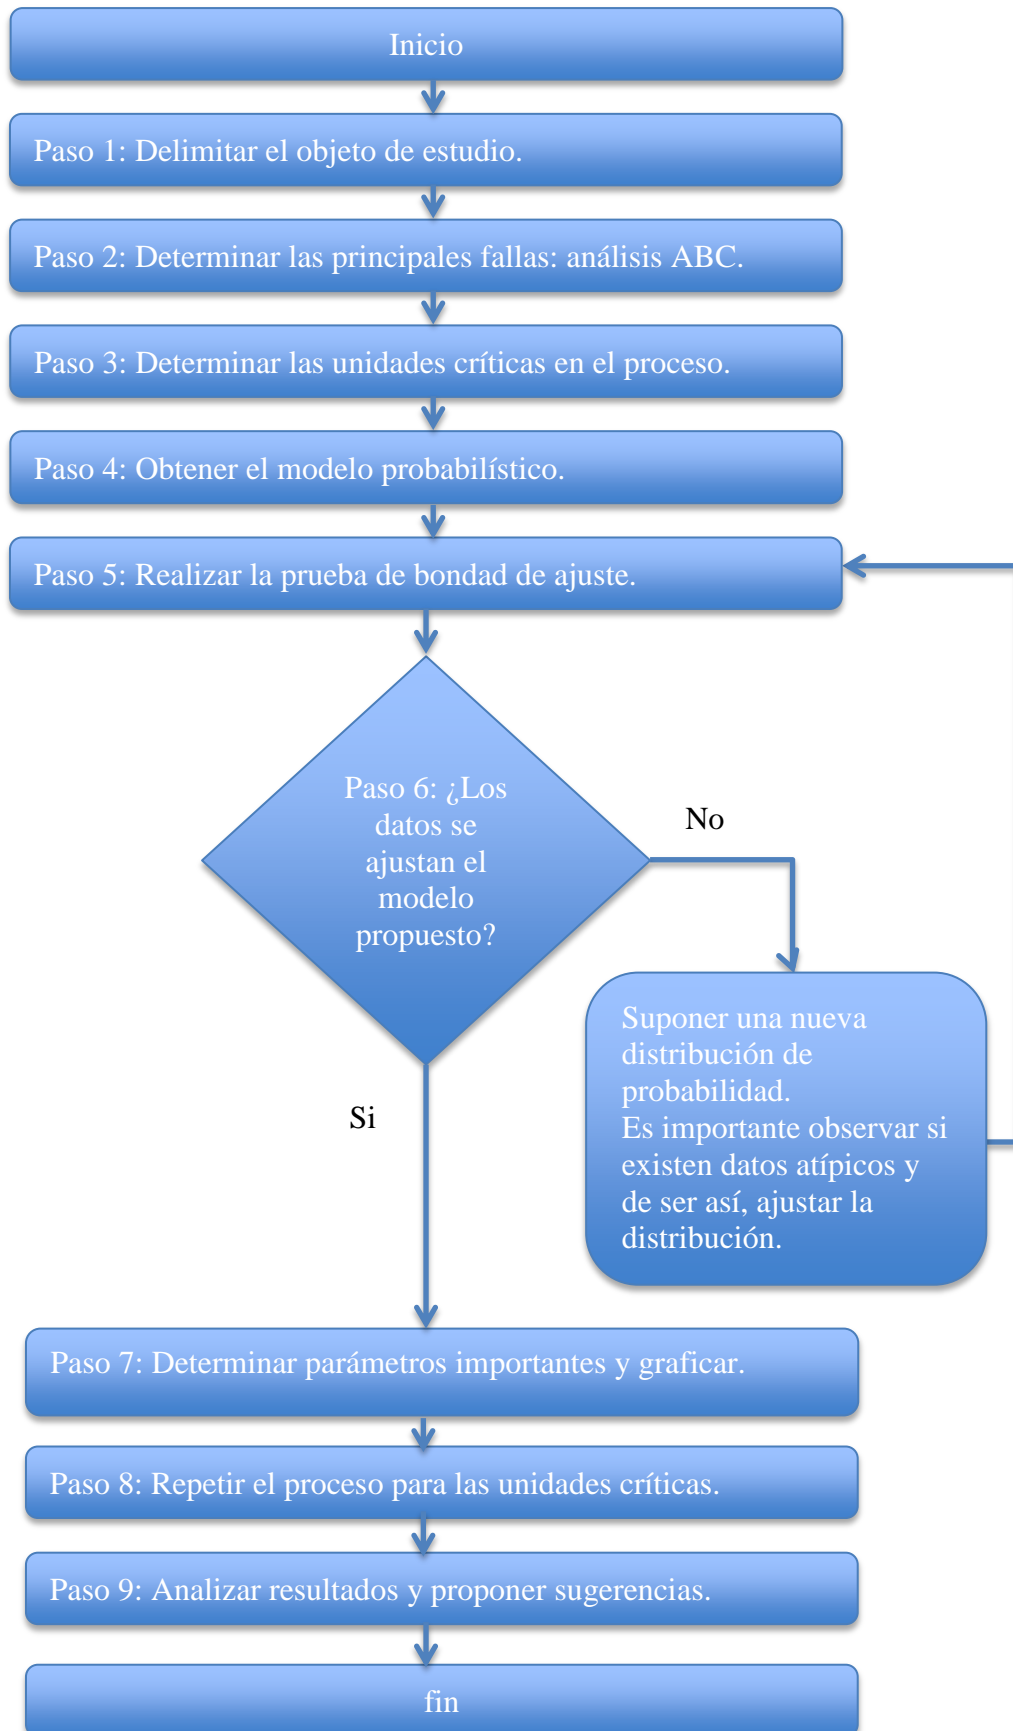 Inicio
Paso 1: Delimitar el objeto de estudio.
Paso 2: Determinar las principales fallas: análisis ABC.
Paso 3: Determinar las unidades críticas en el proceso.
Paso 4: Obtener el modelo probabilístico.
Paso 5: Realizar la prueba de bondad de ajuste.
Paso 6: ¿Los
datos se
ajustan el
modelo
propuesto?
No
Suponer una nueva
distribución de
probabilidad.
Es importante observar si
existen datos atípicos y
de ser así, ajustar la
distribución.
Si
Paso 7: Determinar parámetros importantes y graficar.
Paso 8: Repetir el proceso para las unidades críticas.
Paso 9: Analizar resultados y proponer sugerencias.
fin